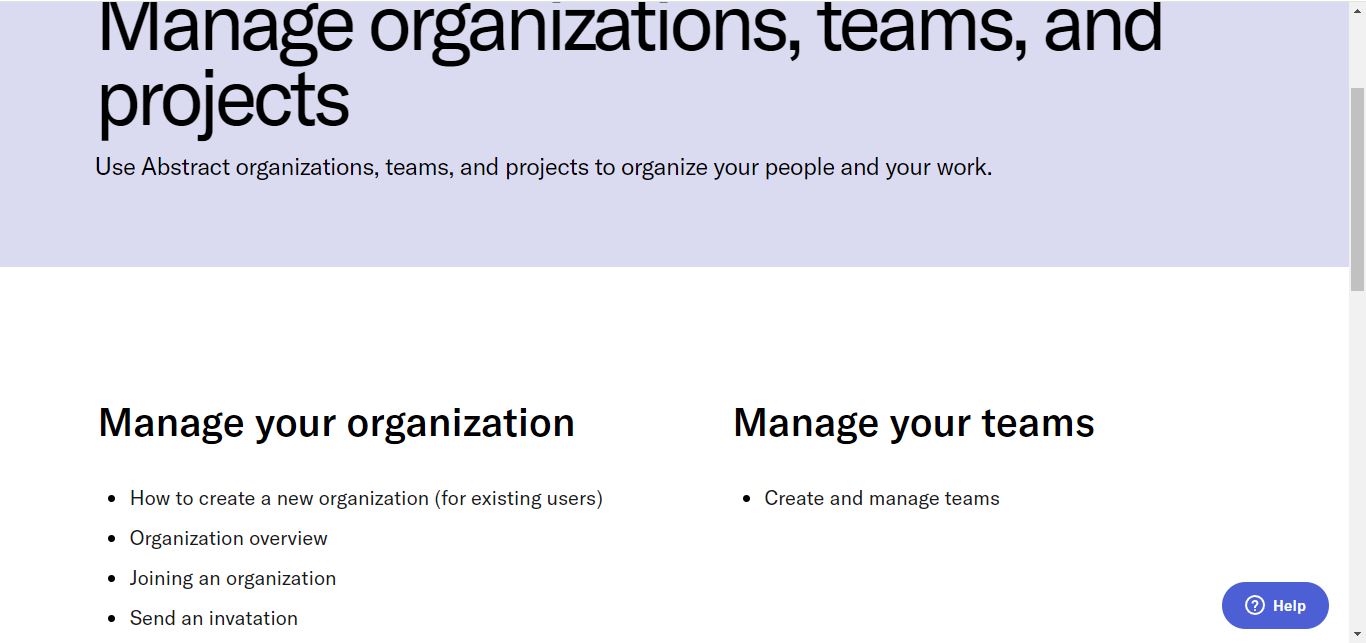 Manage organizations, teams, and
projects
Use Abstract organizations, teams, and projects to organize your people and your work.
Manage your organization
How to create a new organization (for existing users)
Organization overview
Joining an organization
Send an invatation
Manage your teams
Create and manage teams
Help